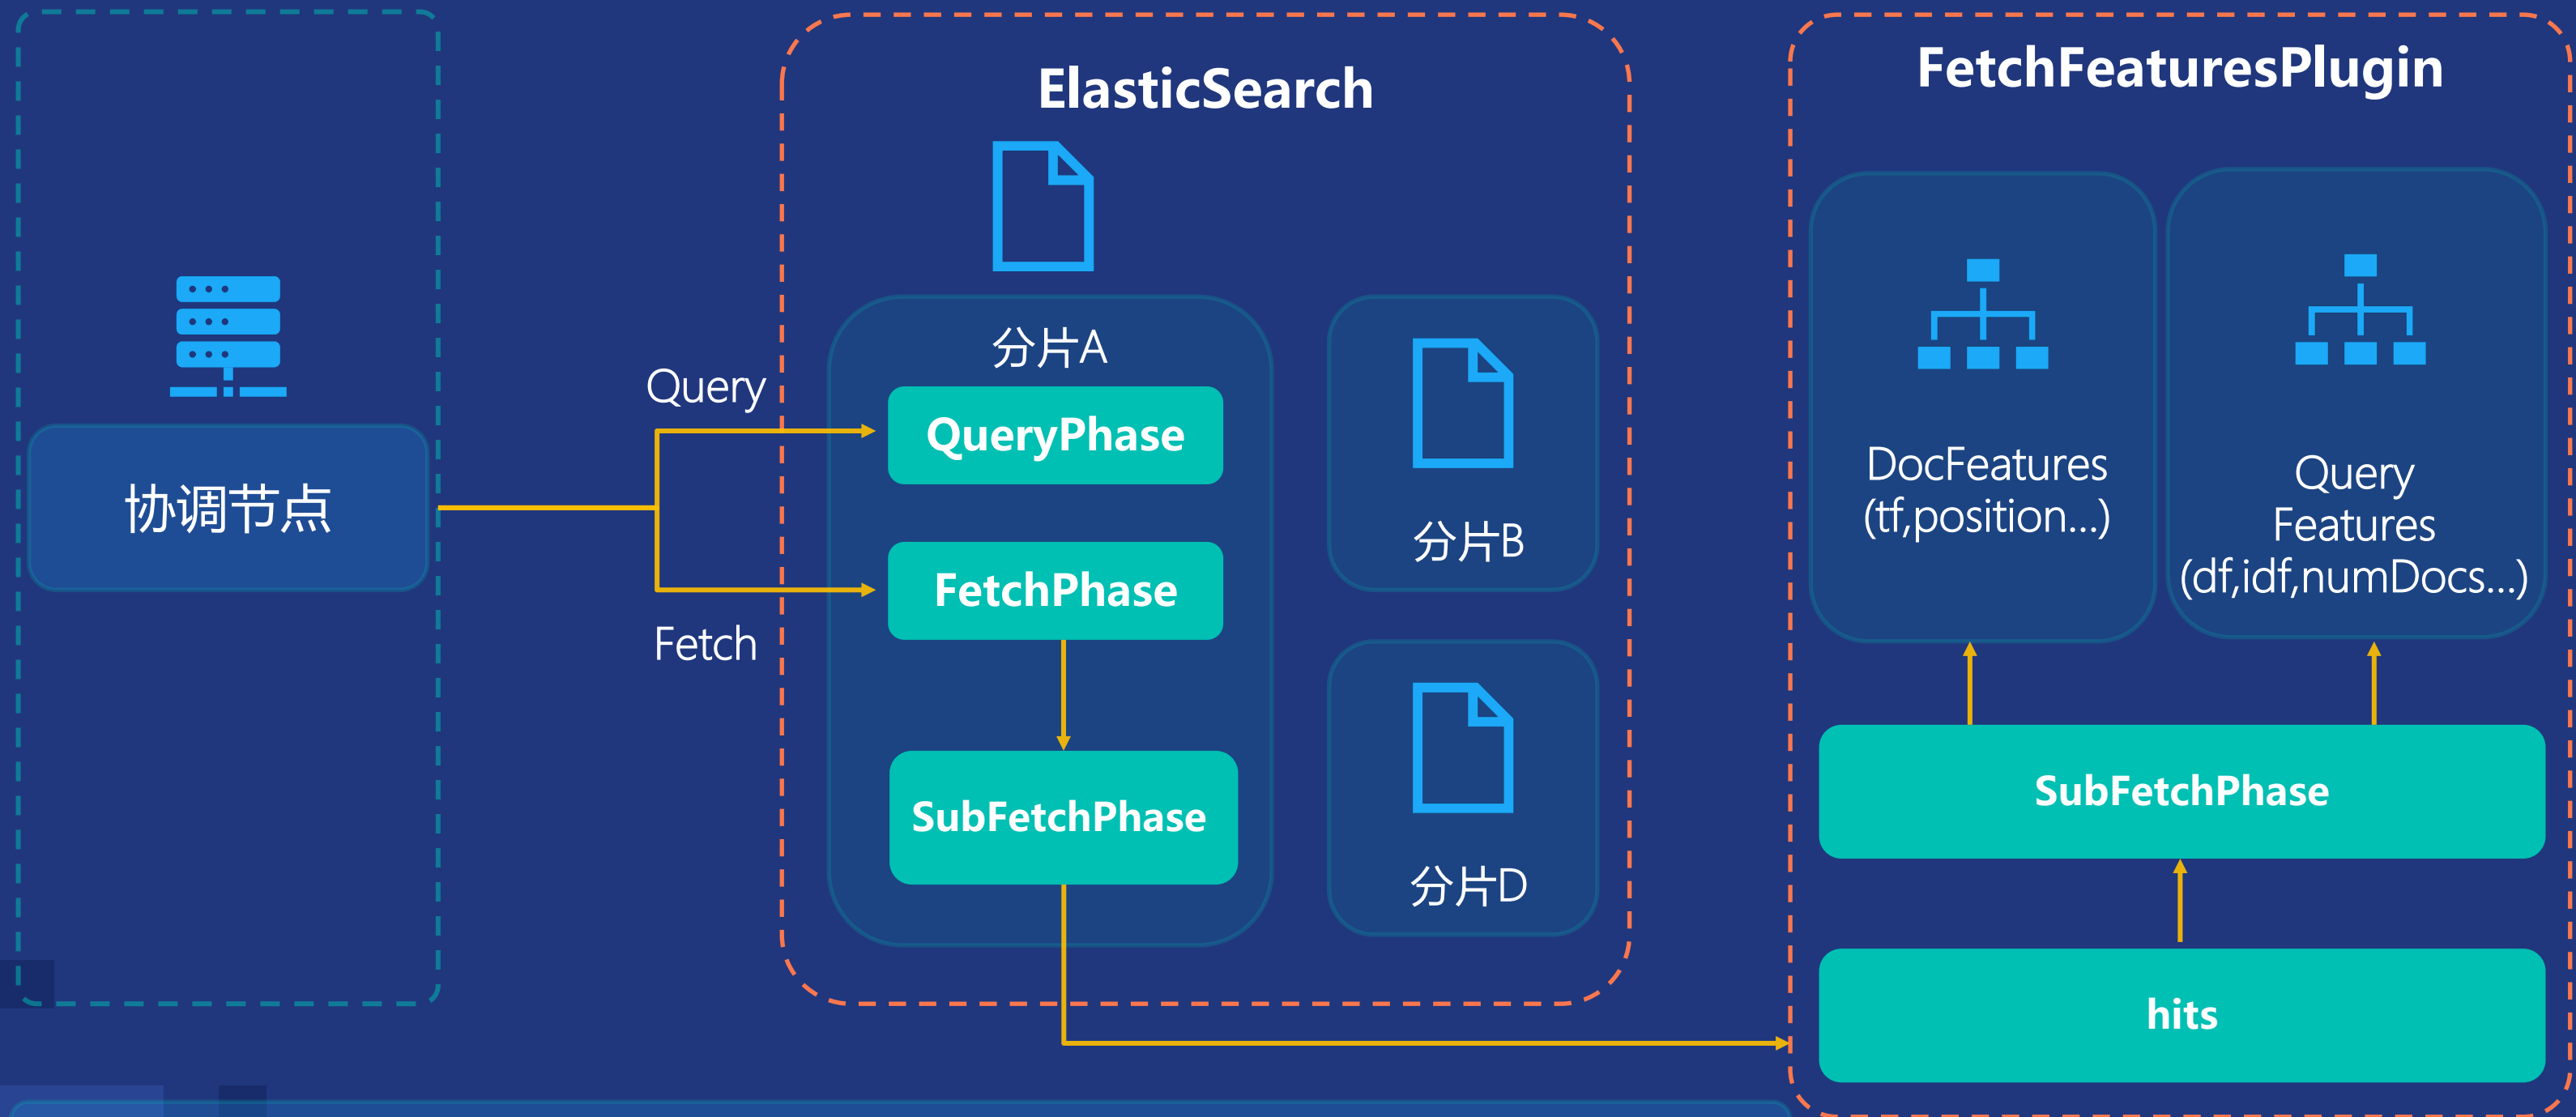 协调节点
Query
Fetch
ElasticSearch
分片A
QueryPhase
FetchPhase
SubFetchPhase
分片B
分片D
FetchFeaturesPlugin
DocFeatures
(tf,position...)
Query
Features
(df,idf,numDocs...)
SubFetchPhase
hits